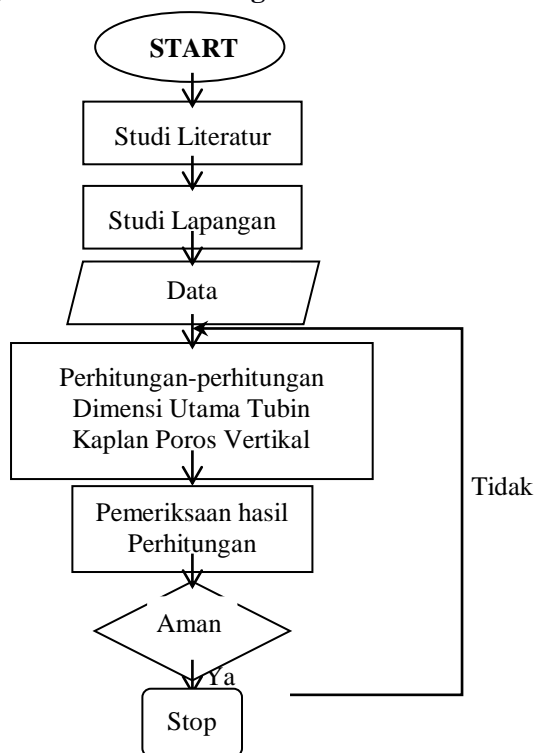 START
Studi Literatur
Studi Lapangan
Data
Perhitungan-perhitungan
Dimensi Utama Tubin
Kaplan Poros Vertikal
Tidak
Pemeriksaan hasil
Perhitungan
Aman
Ya
Stop